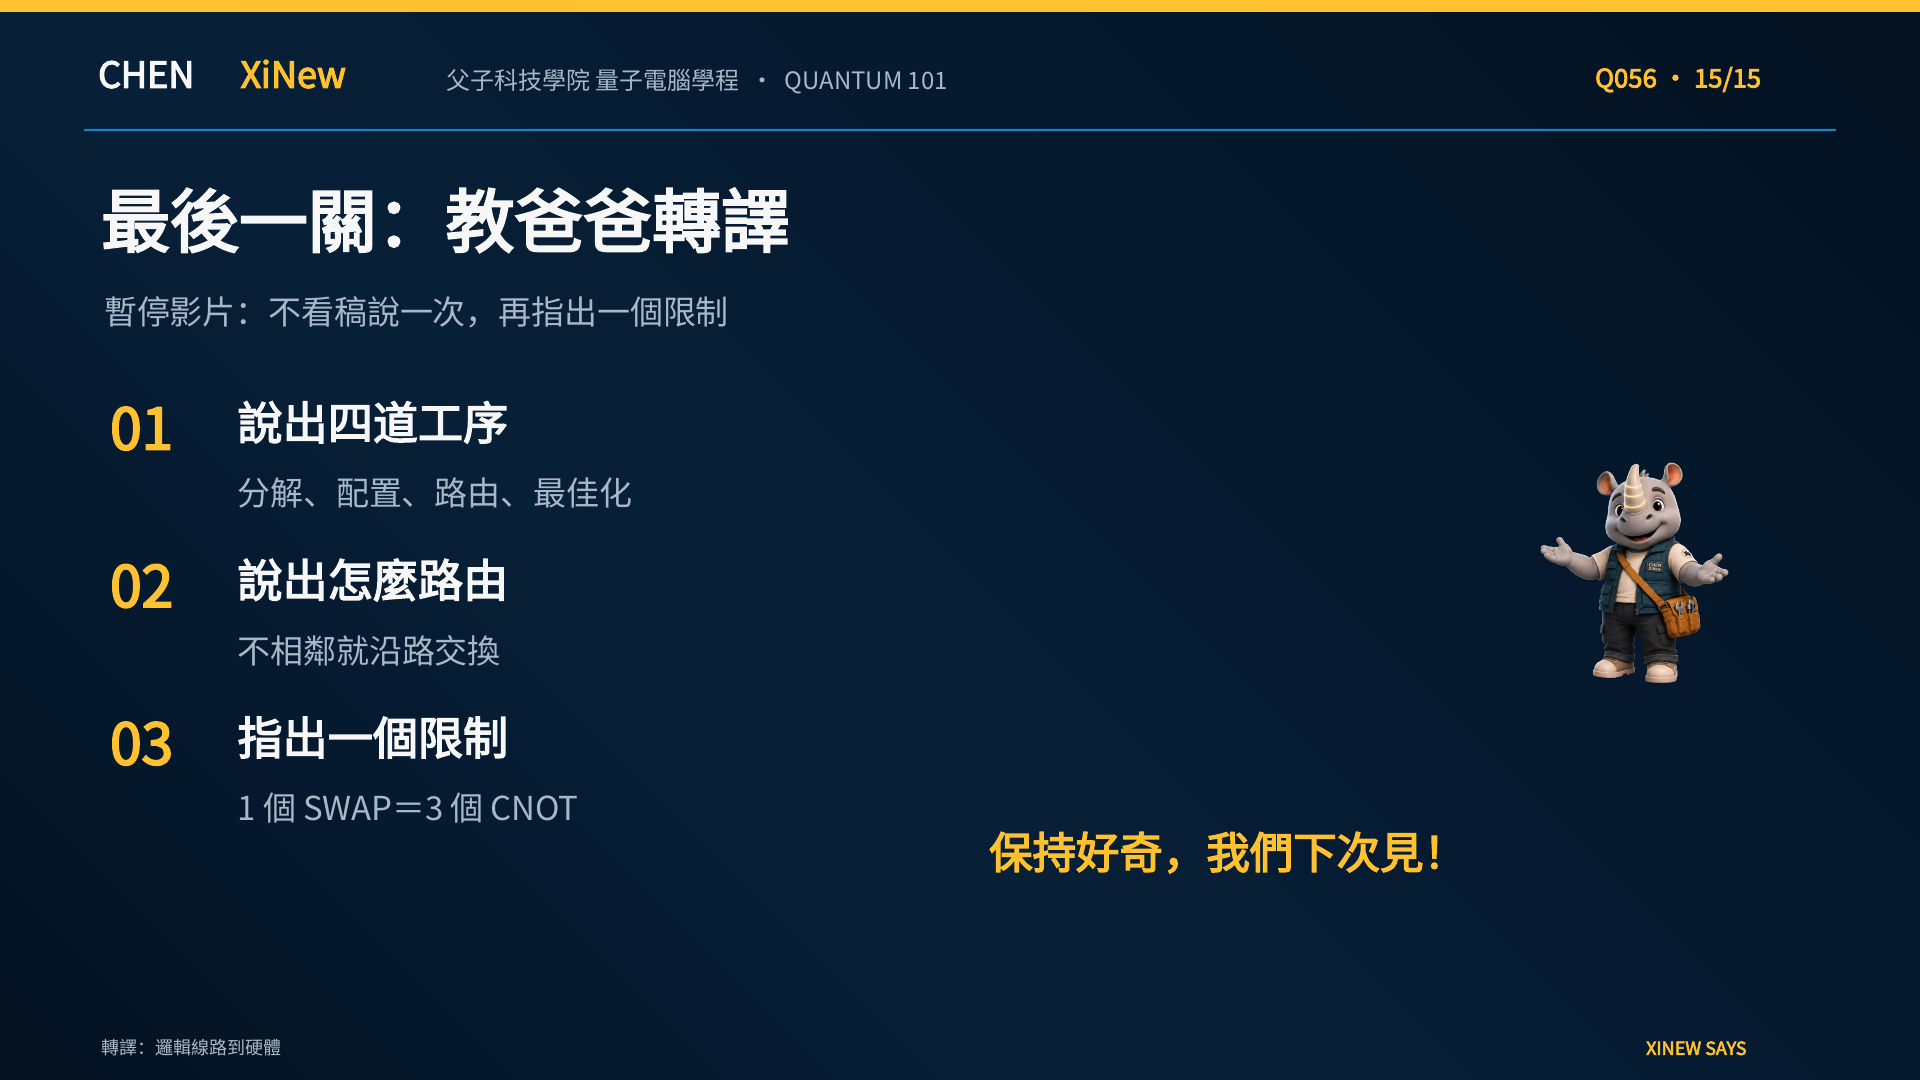 CHEN XiNew 父子科技學院 量子電腦學程 · QUANTUM 101 Q056 · 15/15
最後一關：教爸爸轉譯
暫停影片：不看稿說一次，再指出一個限制
01 說出四道工序
分解、配置、路由、最佳化
02 說出怎麼路由
不相鄰就沿路交換
03 指出一個限制
1 個 SWAP＝3 個 CNOT
CHEN
XiNew
保持好奇，我們下次見！
轉譯：邏輯線路到硬體 XINEW SAYS